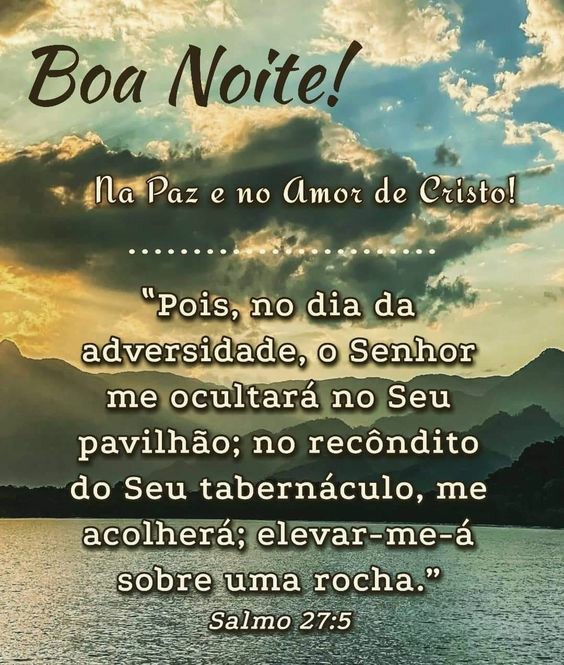 Boa Noite!
Na Paz e no Amor de Cristo!
.........................
“Pois, no dia da
adversidade, o Senhor
me ocultará no Seu
pavilhão; no recôndito
do Seu tabernáculo, me
acolherá; elevar-me-á
sobre uma rocha.”
Salmo 27:5